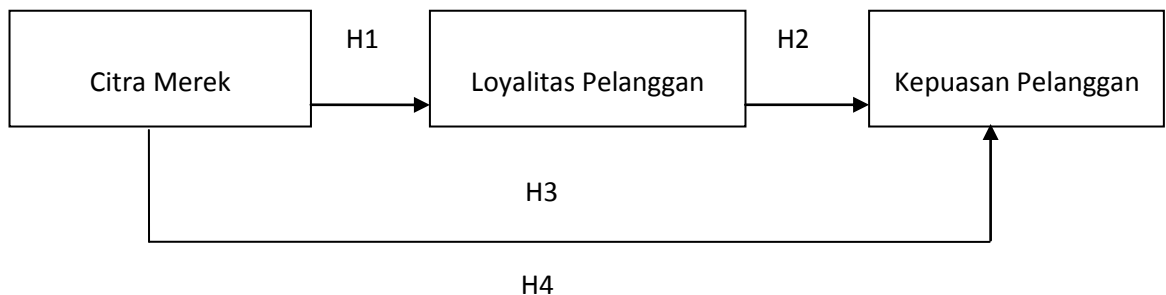 H1
H2
Citra Merek
Loyalitas Pelanggan
Kepuasan Pelanggan
H3
H4